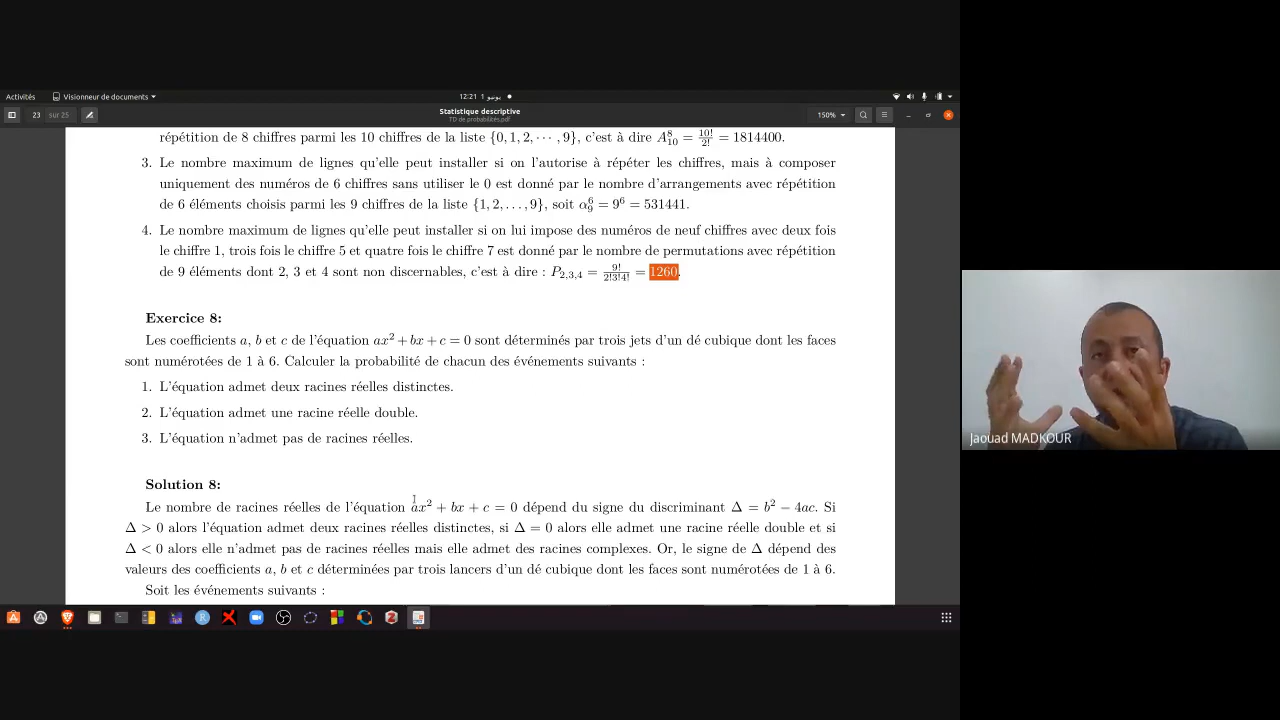 Activités
Visionneur de documents
12:21 1 يونيو
23 sur 25
Statistique descriptive
TD de probabilités.pdf
150%
répétition de 8 chiffres parmi les 10 chiffres de la liste {0, 1, 2, ⋯ , 9}, c'est à dire A₁₀⁸ = 10!/2! = 1814400.
3. Le nombre maximum de lignes qu'elle peut installer si on l'autorise à répéter les chiffres, mais à composer
uniquement des numéros de 6 chiffres sans utiliser le 0 est donné par le nombre d'arrangements avec répétition
de 6 éléments choisis parmi les 9 chiffres de la liste {1, 2, . . . , 9}, soit α₉⁶ = 9⁶ = 531441.
4. Le nombre maximum de lignes qu'elle peut installer si on lui impose des numéros de neuf chiffres avec deux fois
le chiffre 1, trois fois le chiffre 5 et quatre fois le chiffre 7 est donné par le nombre de permutations avec répétition
de 9 éléments dont 2, 3 et 4 sont non discernables, c'est à dire : P₂,₃,₄ = 9!/2!3!4! = 1260.
Exercice 8:
Les coefficients a, b et c de l'équation ax² + bx + c = 0 sont déterminés par trois jets d'un dé cubique dont les faces
sont numérotées de 1 à 6. Calculer la probabilité de chacun des événements suivants :
1. L'équation admet deux racines réelles distinctes.
2. L'équation admet une racine réelle double.
3. L'équation n'admet pas de racines réelles.
Solution 8:
Le nombre de racines réelles de l'équation ax² + bx + c = 0 dépend du signe du discriminant Δ = b² − 4ac. Si
Δ > 0 alors l'équation admet deux racines réelles distinctes, si Δ = 0 alors elle admet une racine réelle double et si
Δ < 0 alors elle n'admet pas de racines réelles mais elle admet des racines complexes. Or, le signe de Δ dépend des
valeurs des coefficients a, b et c déterminées par trois lancers d'un dé cubique dont les faces sont numérotées de 1 à 6.
Soit les événements suivants :
Jaouad MADKOUR